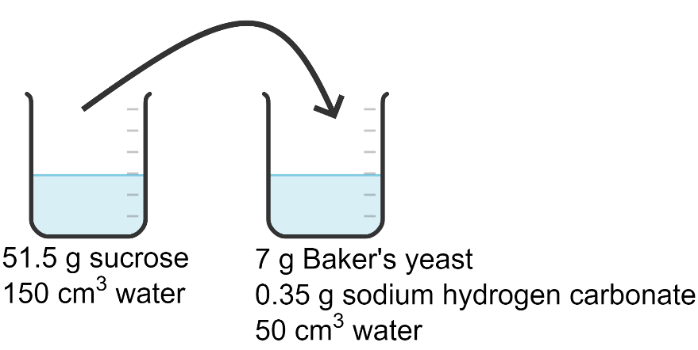 51.5 g sucrose
150 cm³ water
7 g Baker's yeast
0.35 g sodium hydrogen carbonate
50 cm³ water